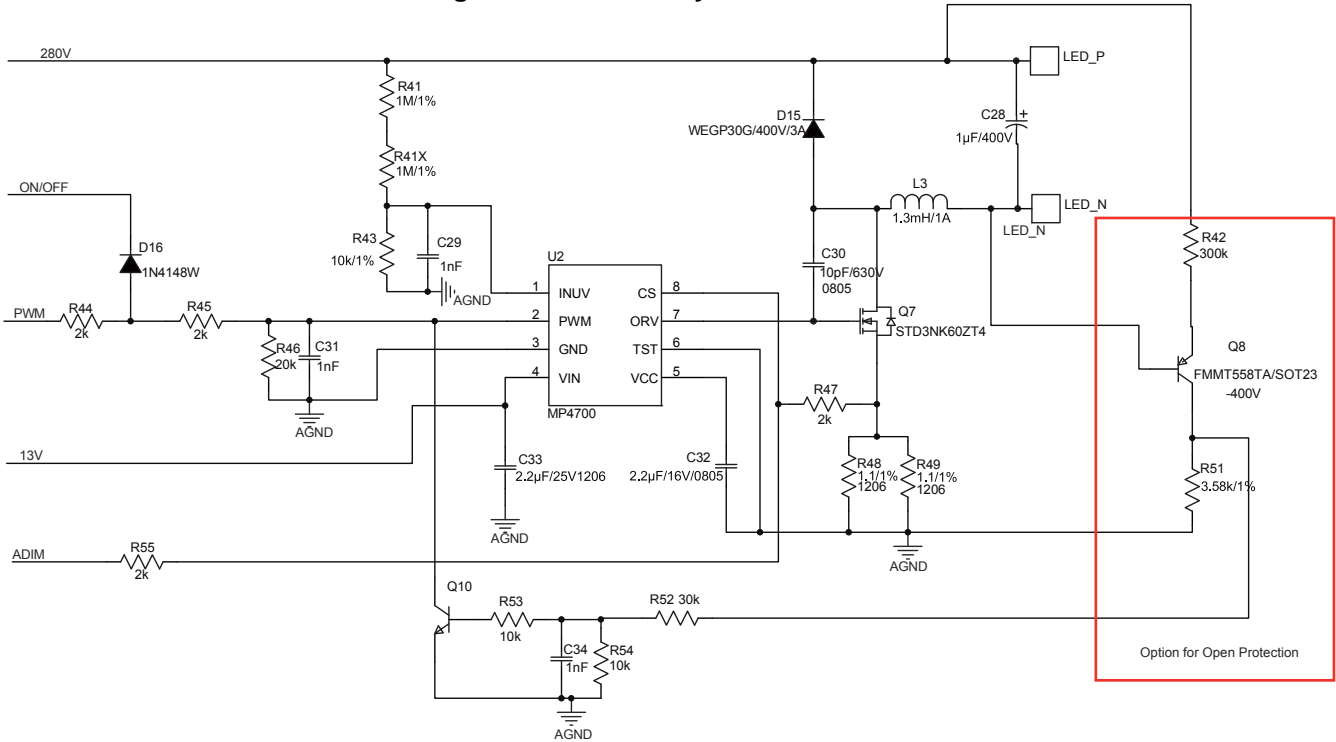 280V
LED_P
R41
1M/1%
D15
WEGP30G/400V/3A
C28
+
1µF/400V
R41X
1M/1%
ON/OFF
L3
1.3mH/1A
LED_N
LED_N
D16
1N4148W
R43
10k/1%
C29
1nF
AGND
C30
10pF/630V
0805
R42
300k
U2
1
INUV
CS
8
2
PWM
ORV
7
3
GND
TST
6
4
VIN
VCC
5
MP4700
PWM
R44
2k
R45
2k
R46
20k
C31
1nF
AGND
Q7
STD3NK60ZT4
Q8
FMMT558TA/SOT23
-400V
R47
2k
13V
C33
2.2µF/25V1206
AGND
C32
2.2µF/16V/0805
R48
1.1/1%
1206
R49
1.1/1%
1206
AGND
R51
3.58k/1%
ADIM
R55
2k
Q10
R53
10k
R52 30k
C34
1nF
R54
10k
AGND
Option for Open Protection